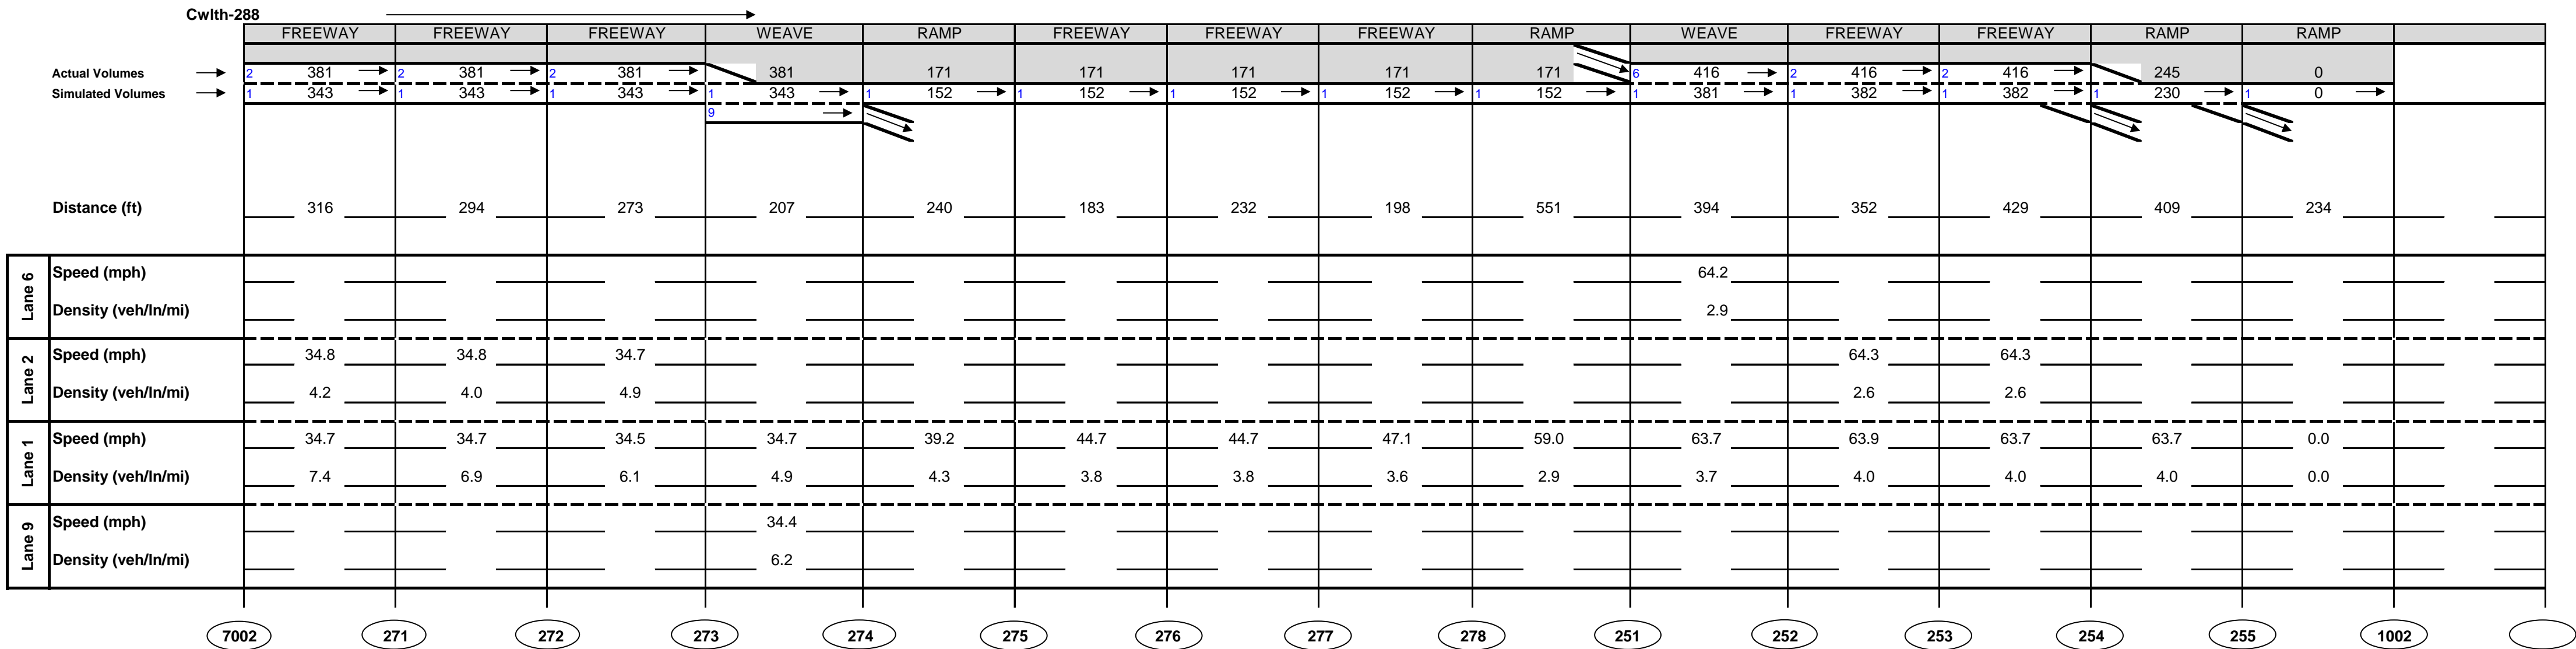 Cwlth-288
FREEWAY FREEWAY FREEWAY WEAVE RAMP FREEWAY FREEWAY FREEWAY RAMP WEAVE FREEWAY FREEWAY RAMP RAMP
Actual Volumes 2 381 2 381 2 381 381 171 171 171 171 171 6 416 2 416 2 416 245 0
Simulated Volumes 1 343 1 343 1 343 1 343 1 152 1 152 1 152 1 152 1 152 1 381 1 382 1 382 1 230 1 0
9
Distance (ft) 316 294 273 207 240 183 232 198 551 394 352 429 409 234
Lane 6
Speed (mph) 64.2
Density (veh/ln/mi) 2.9
Lane 2
Speed (mph) 34.8 34.8 34.7 64.3 64.3
Density (veh/ln/mi) 4.2 4.0 4.9 2.6 2.6
Lane 1
Speed (mph) 34.7 34.7 34.5 34.7 39.2 44.7 44.7 47.1 59.0 63.7 63.9 63.7 63.7 0.0
Density (veh/ln/mi) 7.4 6.9 6.1 4.9 4.3 3.8 3.8 3.6 2.9 3.7 4.0 4.0 4.0 0.0
Lane 9
Speed (mph) 34.4
Density (veh/ln/mi) 6.2
7002 271 272 273 274 275 276 277 278 251 252 253 254 255 1002